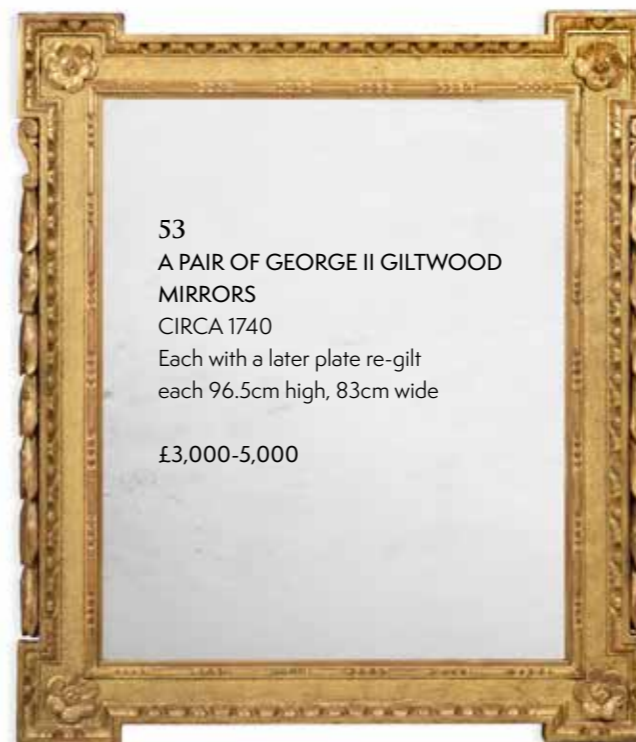 53
A PAIR OF GEORGE II GILTWOOD
MIRRORS
CIRCA 1740
Each with a later plate re-gilt
each 96.5cm high, 83cm wide
£3,000-5,000